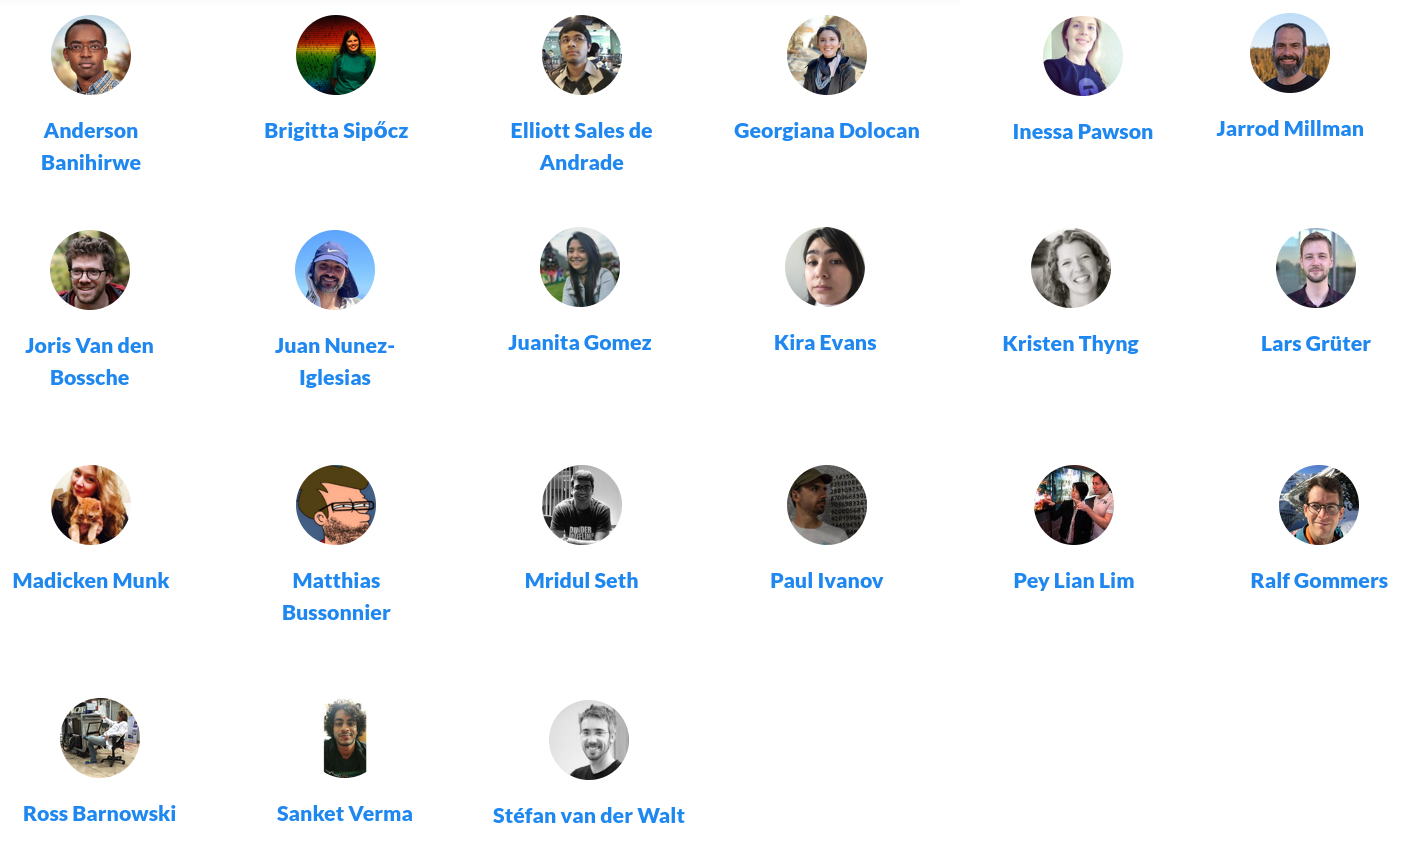 Anderson
Banihirwe
Brigitta Sipőcz
Elliott Sales de
Andrade
Georgiana Dolocan
Inessa Pawson
Jarrod Millman
Joris Van den
Bossche
Juan Nunez-
Iglesias
Juanita Gomez
Kira Evans
Kristen Thyng
Lars Grüter
Madicken Munk
Matthias
Bussonnier
Mridul Seth
Paul Ivanov
Pey Lian Lim
Ralf Gommers
Ross Barnowski
Sanket Verma
Stéfan van der Walt